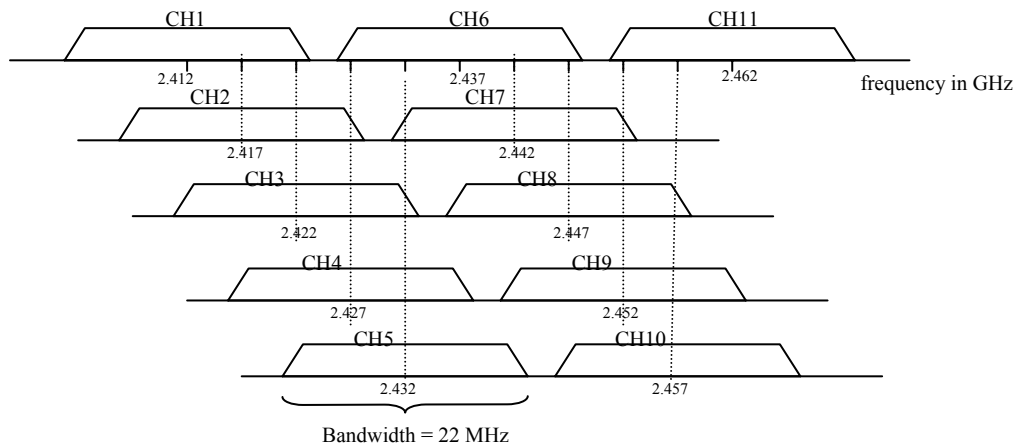 CH1 CH6 CH11
2.412 2.437 2.462
frequency in GHz
CH2 CH7
2.417 2.442
CH3 CH8
2.422 2.447
CH4 CH9
2.427 2.452
CH5 CH10
2.432 2.457
Bandwidth = 22 MHz